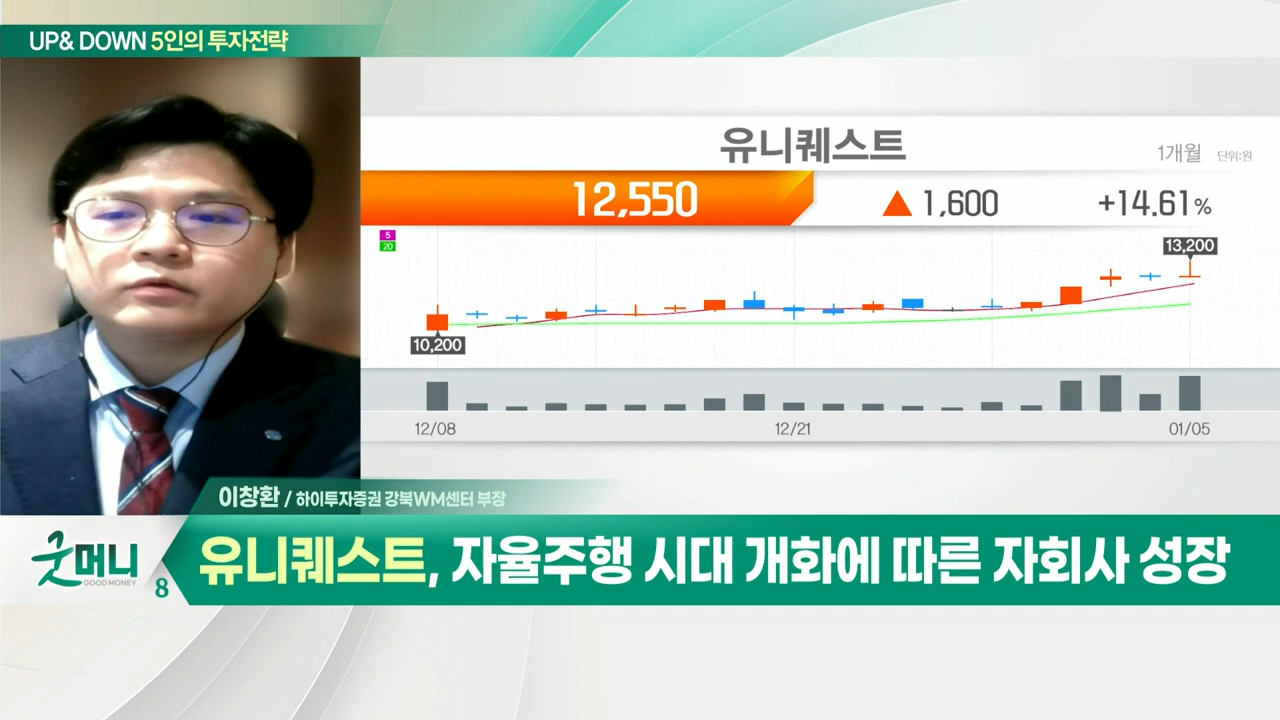 UP& DOWN 5인의 투자전략
유니퀘스트
1개월 단위:원
12,550 ▲ 1,600 +14.61%
5
20
13,200
10,200
12/08 12/21 01/05
이창환 / 하이투자증권 강북WM센터 부장
굿머니
GOOD MONEY
8
유니퀘스트, 자율주행 시대 개화에 따른 자회사 성장